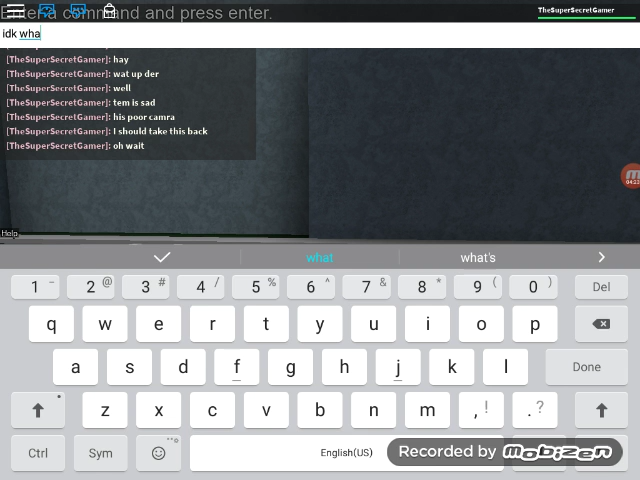 Enter a command and press enter.
TheSuperSecretGamer
idk wha
[TheSuperSecretGamer]: hay
[TheSuperSecretGamer]: wat up der
[TheSuperSecretGamer]: well
[TheSuperSecretGamer]: tem is sad
[TheSuperSecretGamer]: his poor camra
[TheSuperSecretGamer]: I should take this back
[TheSuperSecretGamer]: oh wait
04:23
Help
what what's
1 - 2 @ 3 # 4 / 5 % 6 ^ 7 & 8 * 9 ( 0 ) Del
q w e r t y u i o p
a s d f g h j k l Done
z x c v b n m , ! . ?
Ctrl Sym English(US)
Recorded by mobizen